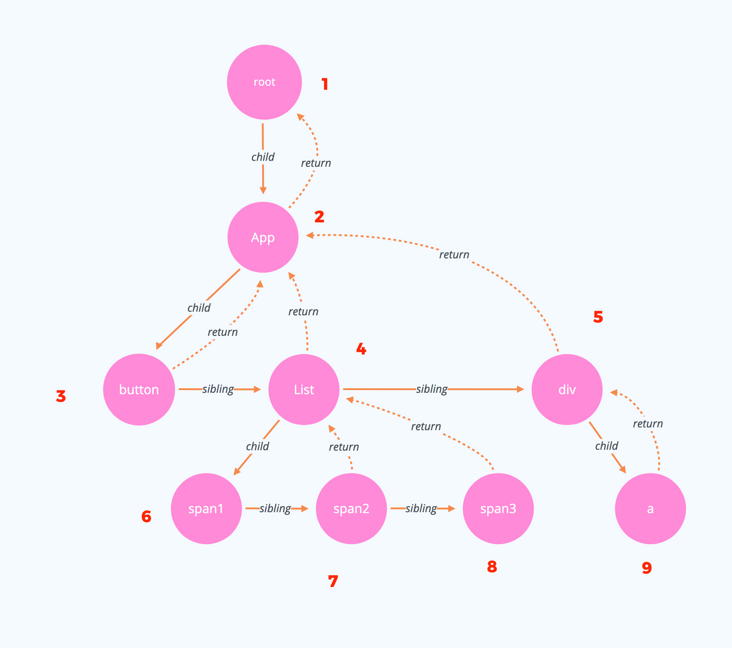 root
1
child
return
2
App
return
child
return
return
5
4
3
button
sibling
List
sibling
div
child
return
return
child
return
6
span1
sibling
span2
sibling
span3
a
7
8
9